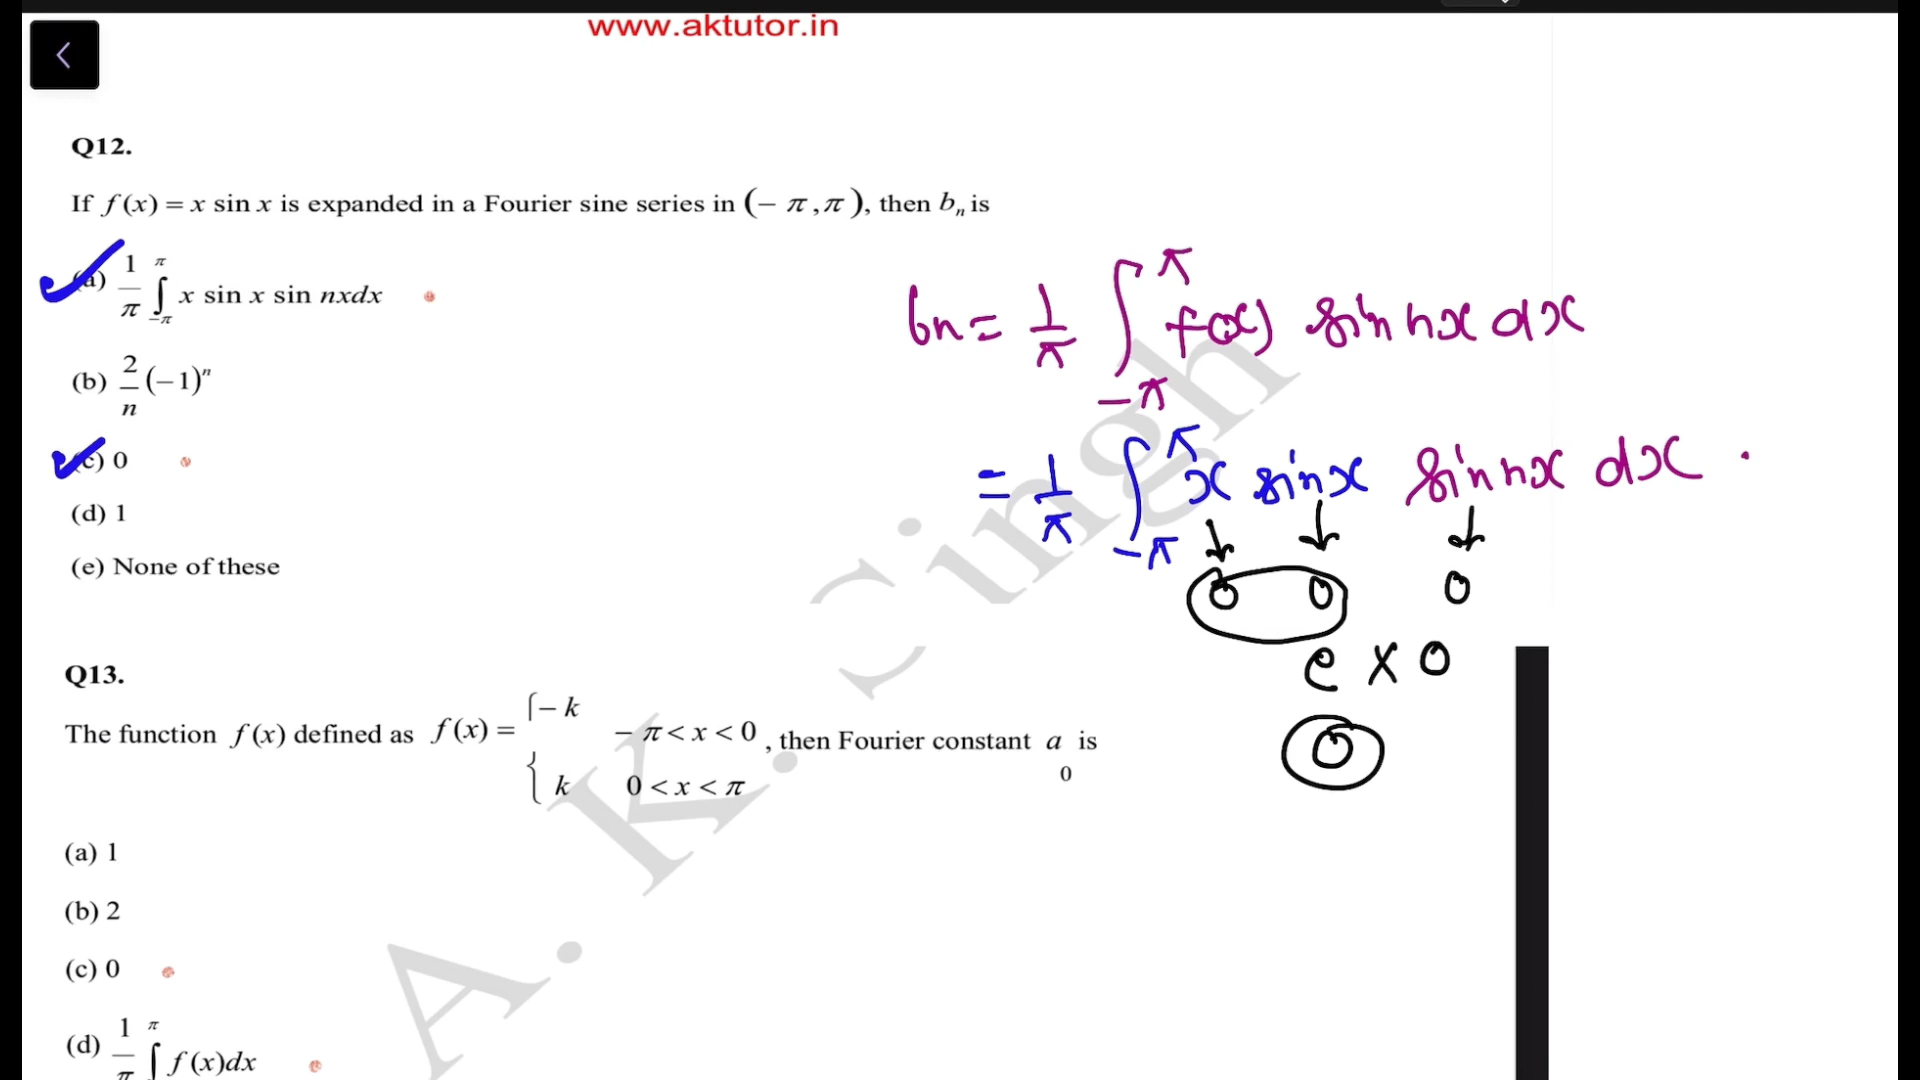 www.aktutor.in
Q12.
If f(x) = x sin x is expanded in a Fourier sine series in (−π,π), then bₙ is
(a) 1/π ∫_{−π}^{π} x sin x sin nxdx
(b) 2/n (−1)ⁿ
(c) 0
(d) 1
(e) None of these
bn = 1/π ∫_{−π}^{π} f(x) sin nx dx
= 1/π ∫_{−π}^{π} x sin x sin nx dx .
↓ ↓ ↓
0 0 0
e × 0
0
Q13.
The function f(x) defined as f(x) = { −k −π < x < 0
k 0 < x < π , then Fourier constant a₀ is
(a) 1
(b) 2
(c) 0
(d) 1/π ∫^{π} f(x)dx
A. K. Singh